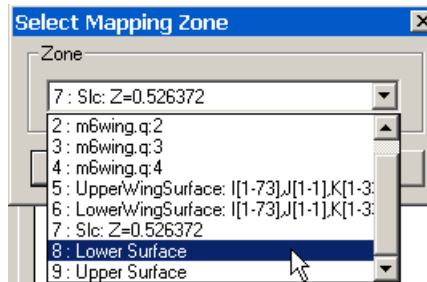 Select Mapping Zone
Zone
7 : Slc: Z=0.526372
2 : m6wing.q:2
3 : m6wing.q:3
4 : m6wing.q:4
5 : UpperWingSurface: I[1-73],J[1-1],K[1-3
6 : LowerWingSurface: I[1-73],J[1-1],K[1-3
7 : Slc: Z=0.526372
8 : Lower Surface
9 : Upper Surface